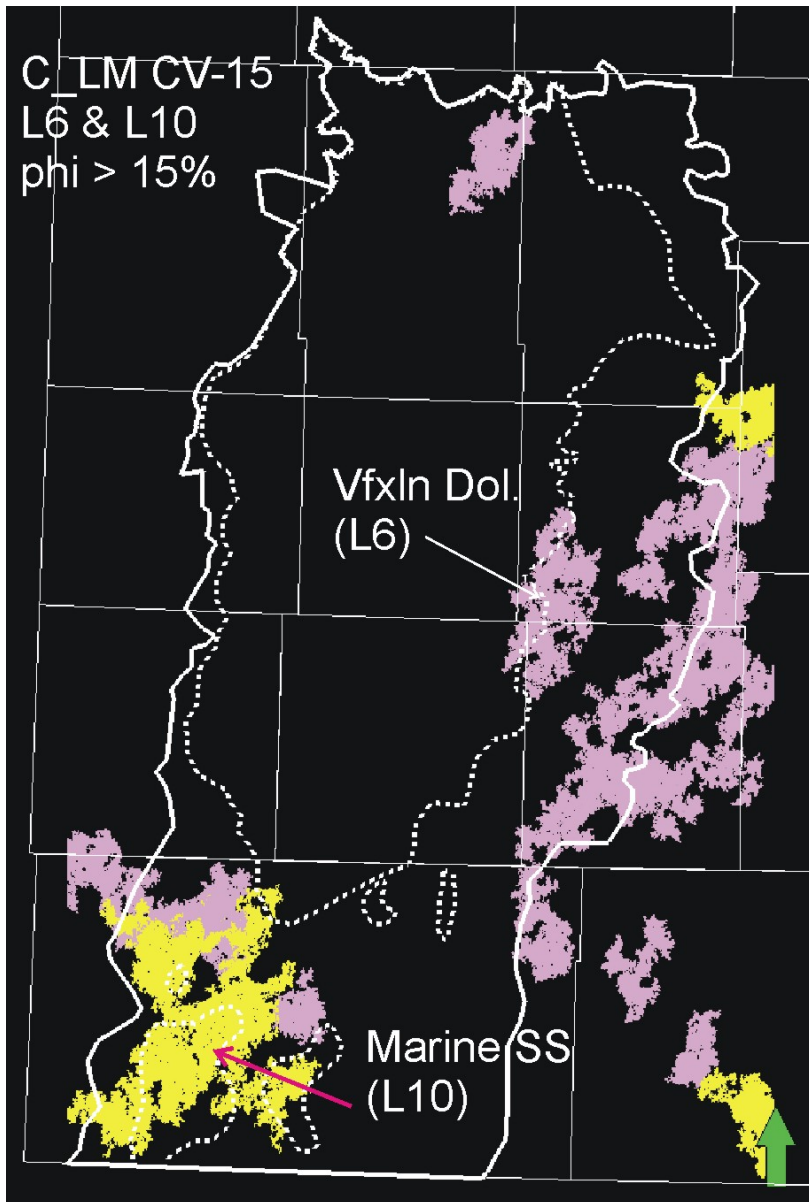 C_LM CV-15
L6 & L10
phi > 15%
Vfxln Dol.
(L6)
Marine SS
(L10)